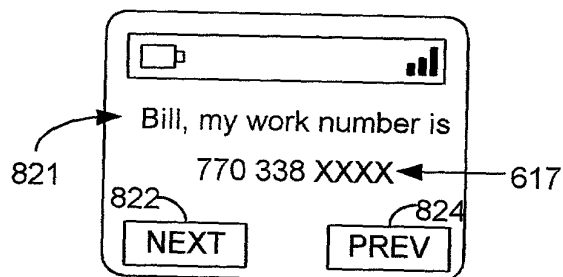 Bill, my work number is
821
770 338 XXXX
617
822
824
NEXT
PREV